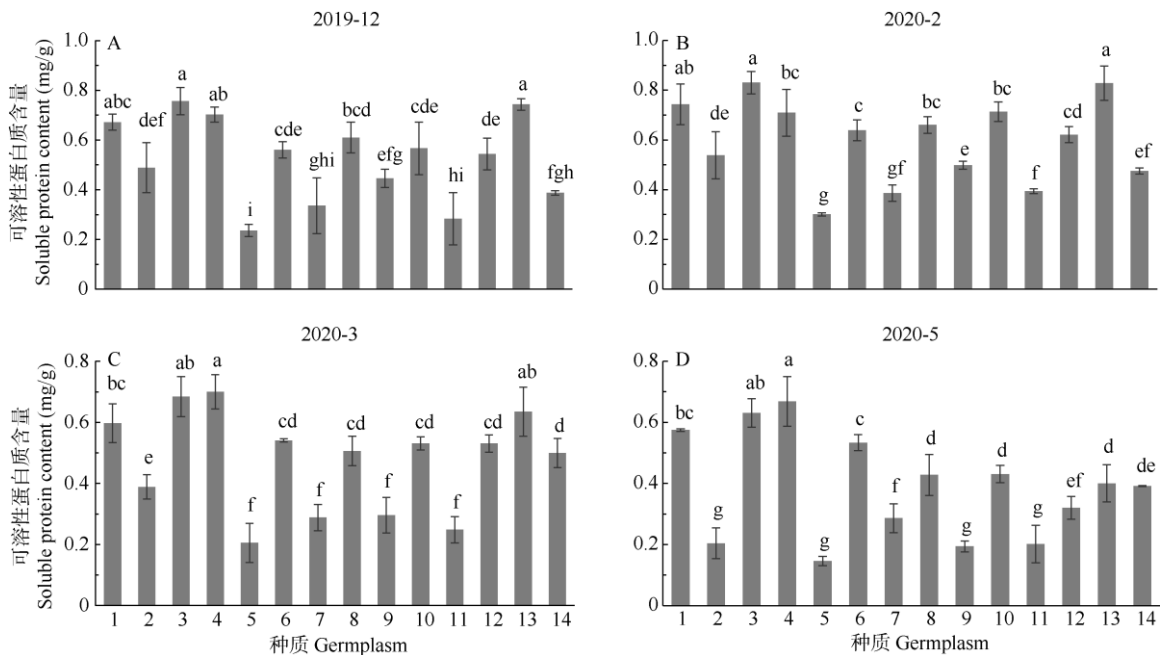 2019-12
A
可溶性蛋白质含量
Soluble protein content (mg/g)
1.0
0.8
0.6
0.4
0.2
0
abc
def
a
ab
i
cde
ghi
bcd
efg
cde
hi
de
a
fgh
2020-2
B
1.0
0.8
0.6
0.4
0.2
0
ab
de
a
bc
g
c
gf
bc
e
bc
f
cd
a
ef
2020-3
C
可溶性蛋白质含量
Soluble protein content (mg/g)
0.8
0.6
0.4
0.2
0
bc
e
ab
a
f
cd
f
cd
f
cd
f
cd
ab
d
1 2 3 4 5 6 7 8 9 10 11 12 13 14
种质 Germplasm
2020-5
D
0.8
0.6
0.4
0.2
0
bc
g
ab
a
g
c
f
d
g
d
g
ef
d
de
1 2 3 4 5 6 7 8 9 10 11 12 13 14
种质 Germplasm